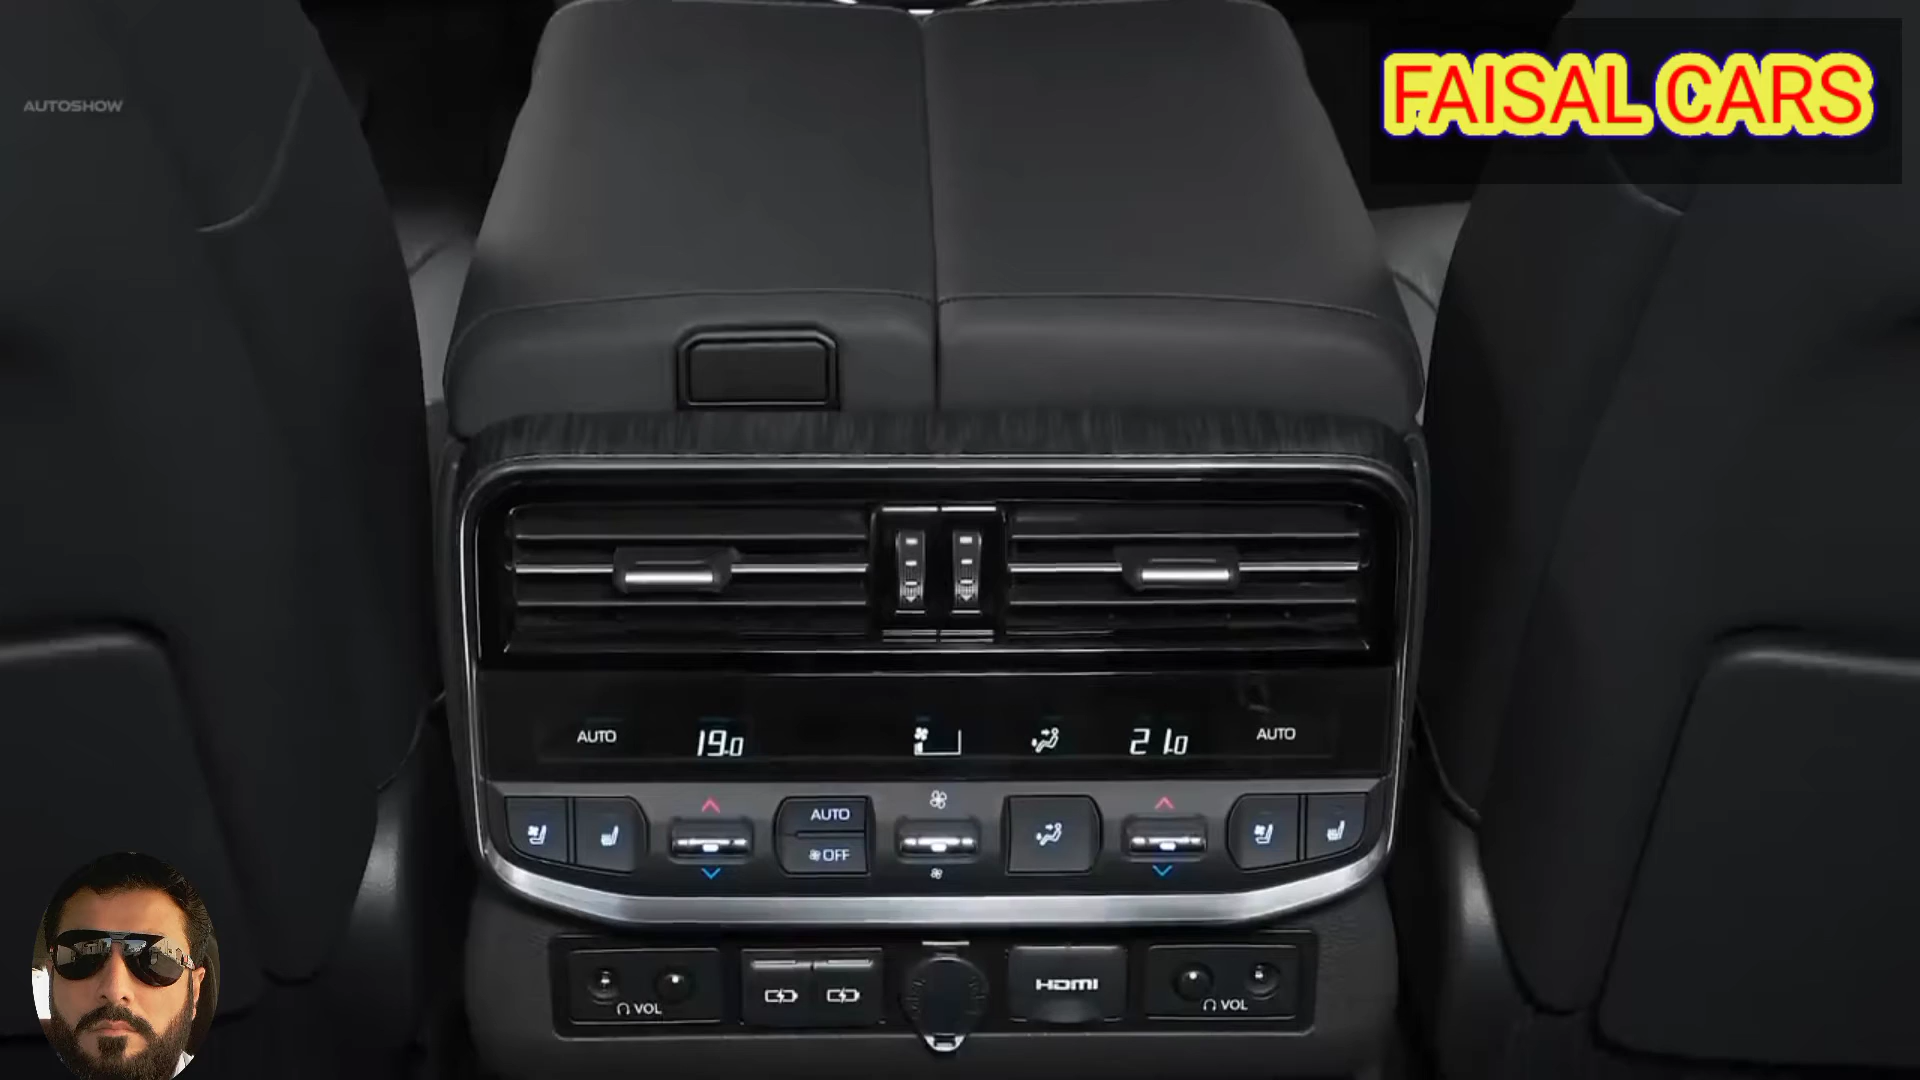 AUTOSHOW
FAISAL CARS
AUTO 19.0 21.0 AUTO
AUTO
OFF
HDMI
VOL
VOL